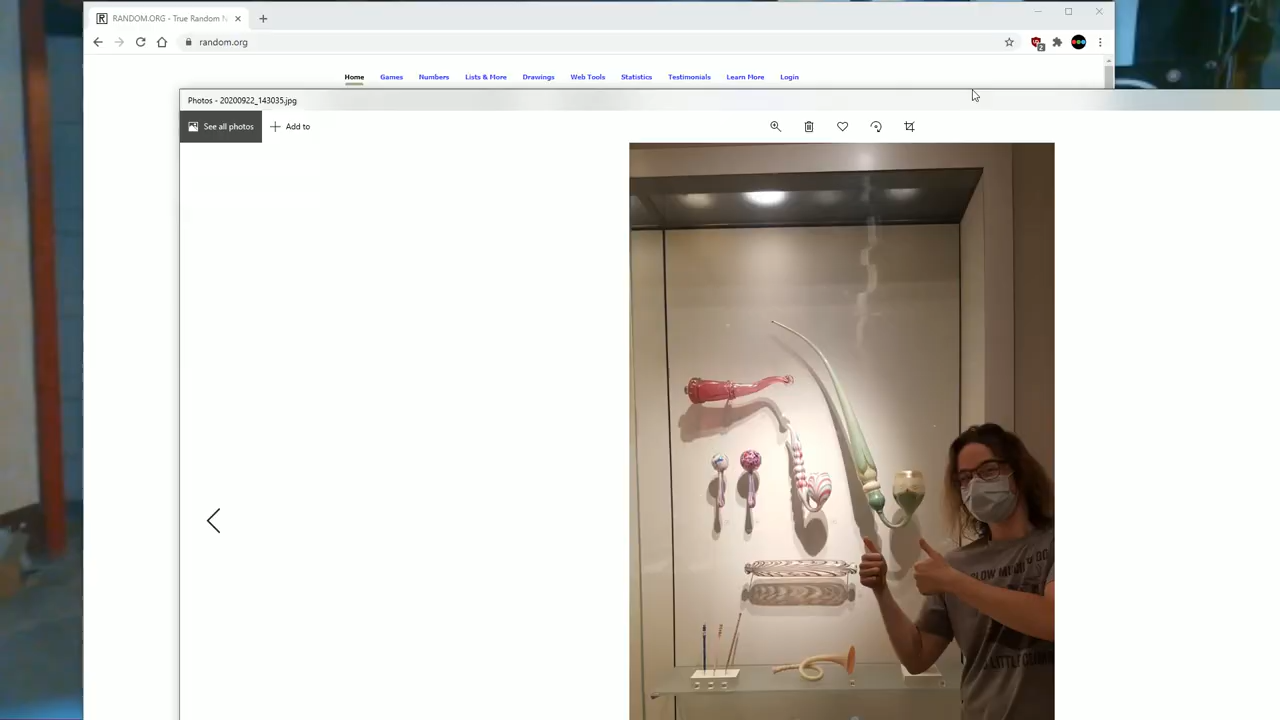 RANDOM.ORG - True Random N
random.org
2
Home Games Numbers Lists & More Drawings Web Tools Statistics Testimonials Learn More Login
Photos - 20200922_143035.jpg
See all photos Add to